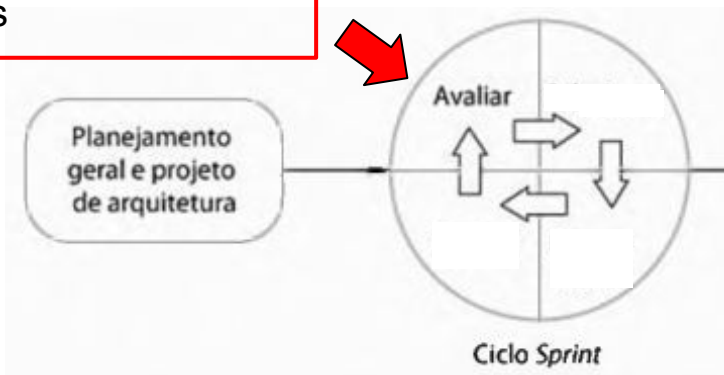 s
Avaliar
Planejamento
geral e projeto
de arquitetura
Ciclo Sprint